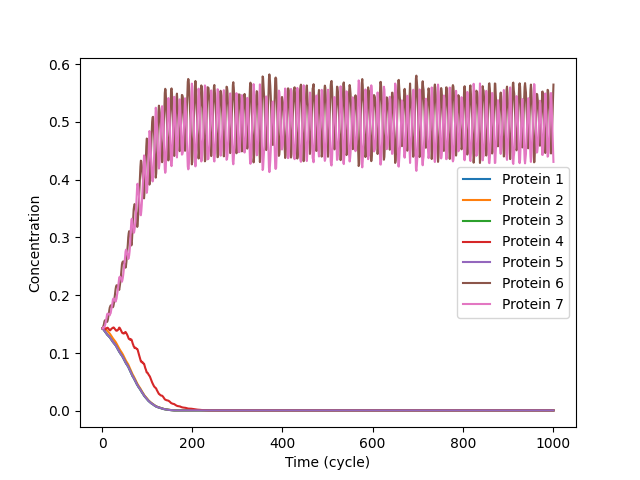 0.6
0.5
0.4
0.3
0.2
0.1
0.0
Concentration
0
200
400
600
800
1000
Time (cycle)
Protein 1
Protein 2
Protein 3
Protein 4
Protein 5
Protein 6
Protein 7